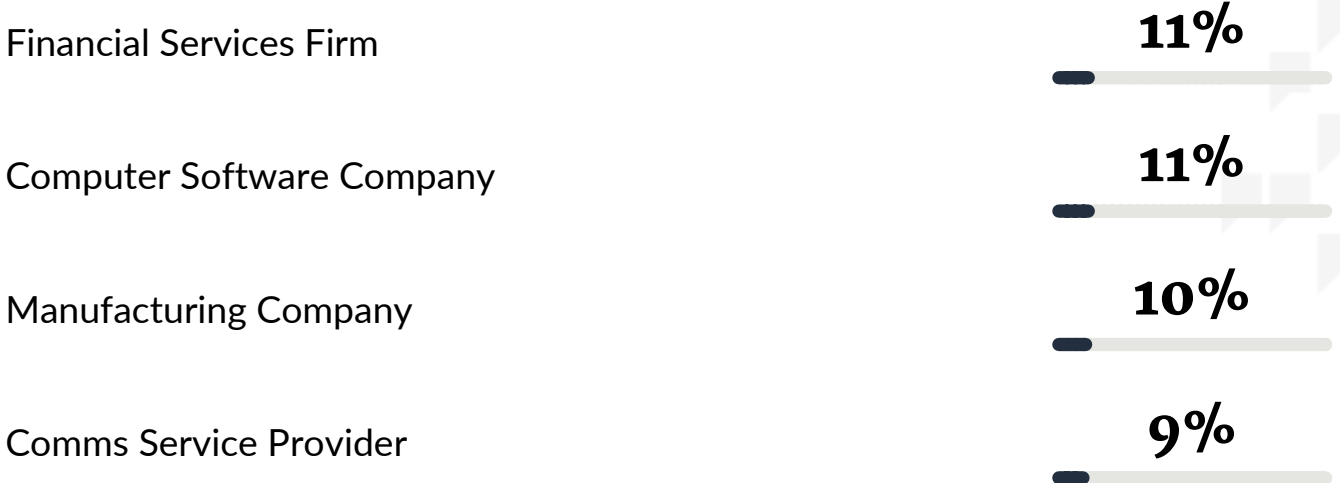 Financial Services Firm 11%
Computer Software Company 11%
Manufacturing Company 10%
Comms Service Provider 9%